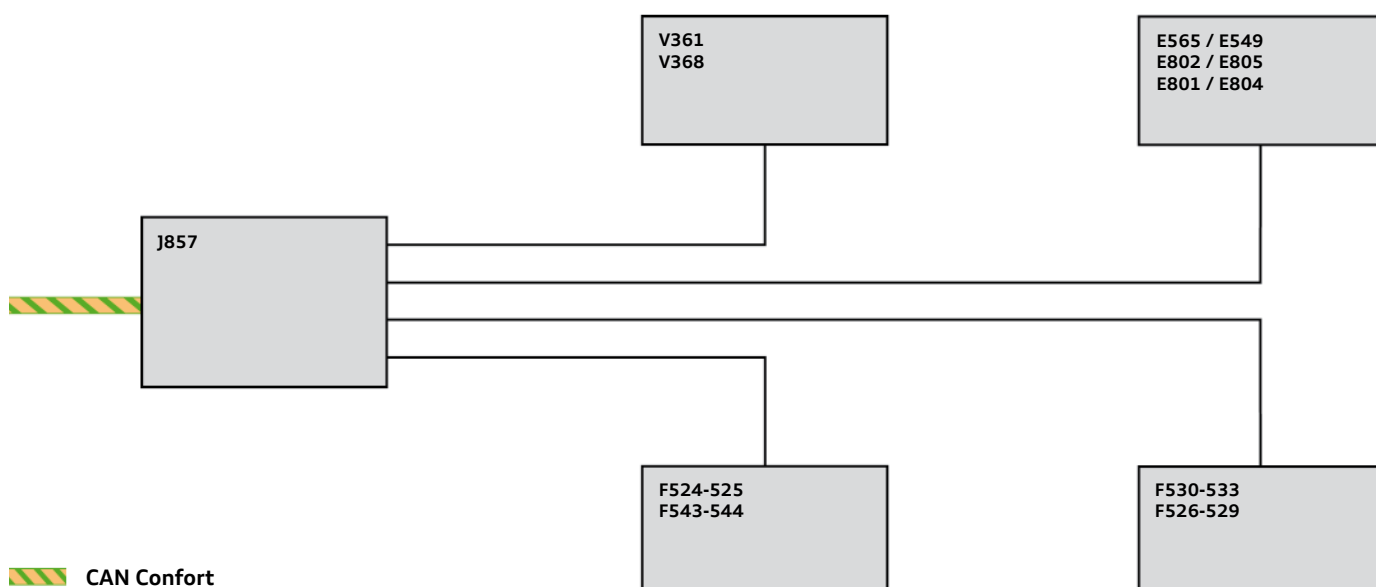 V361
V368
E565 / E549
E802 / E805
E801 / E804
J857
F524-525
F543-544
F530-533
F526-529
CAN Confort